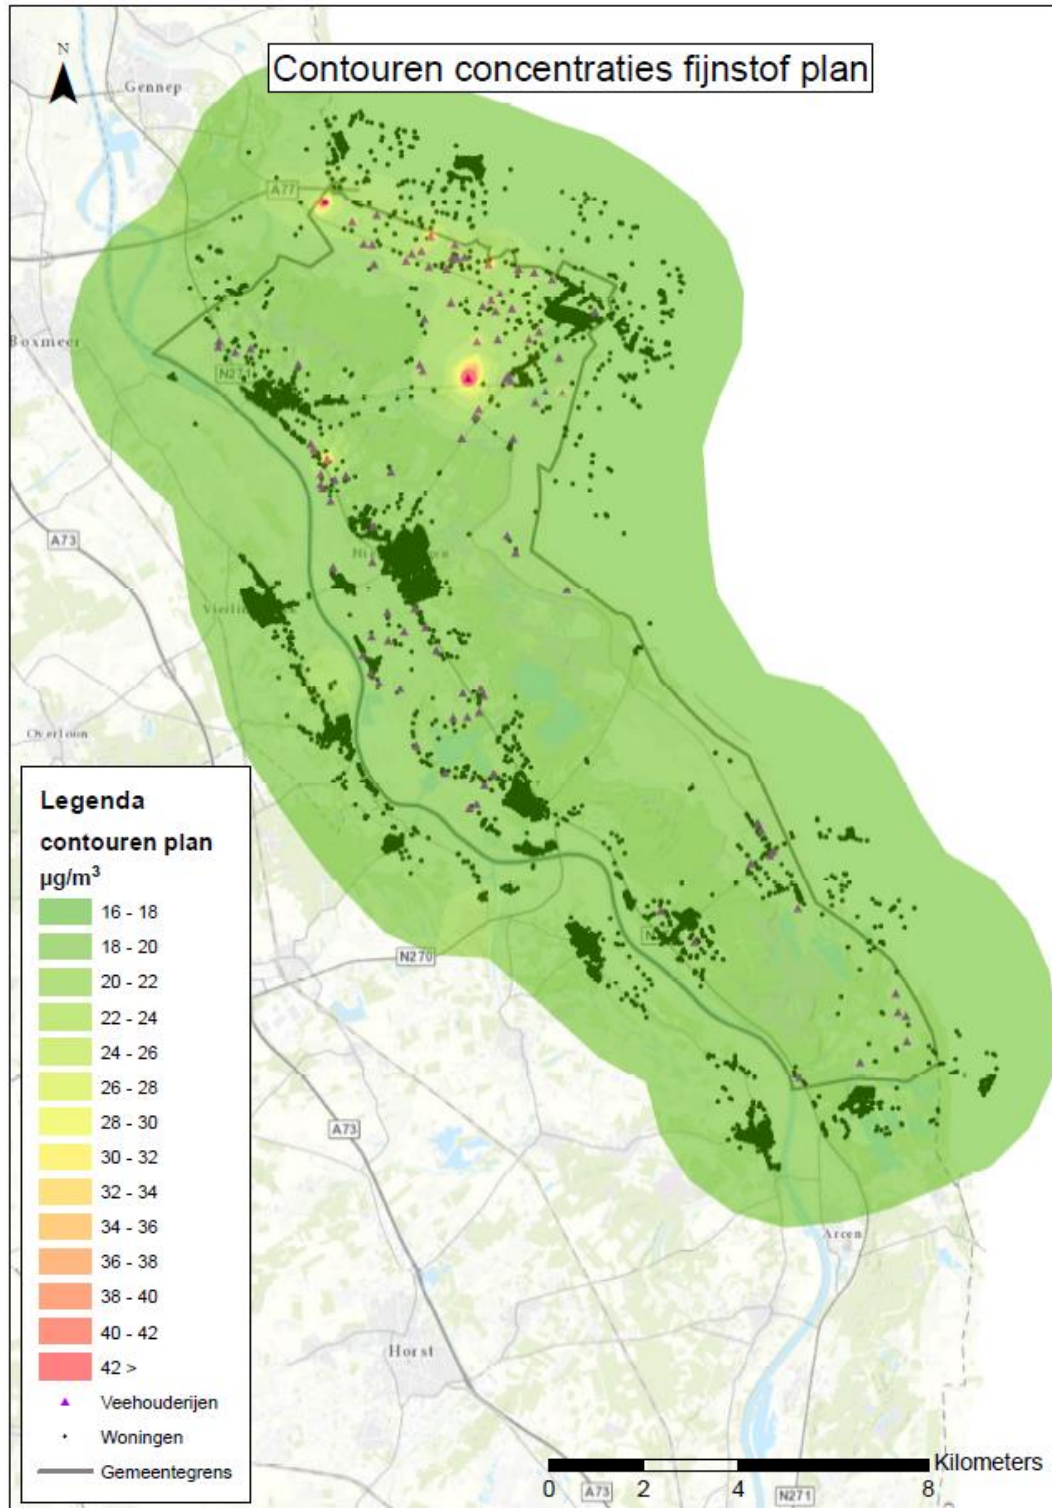 Contouren concentraties fijnstof plan
N
Gennep
A77
Boxmeer
N271
A73
Overloon
N270
A73
Arcen
Horst
Legenda
contouren plan
µg/m³
16 - 18
18 - 20
20 - 22
22 - 24
24 - 26
26 - 28
28 - 30
30 - 32
32 - 34
34 - 36
36 - 38
38 - 40
40 - 42
42 >
Veehouderijen
Woningen
Gemeentegrens
Kilometers
0 2 4 8
A73
N271